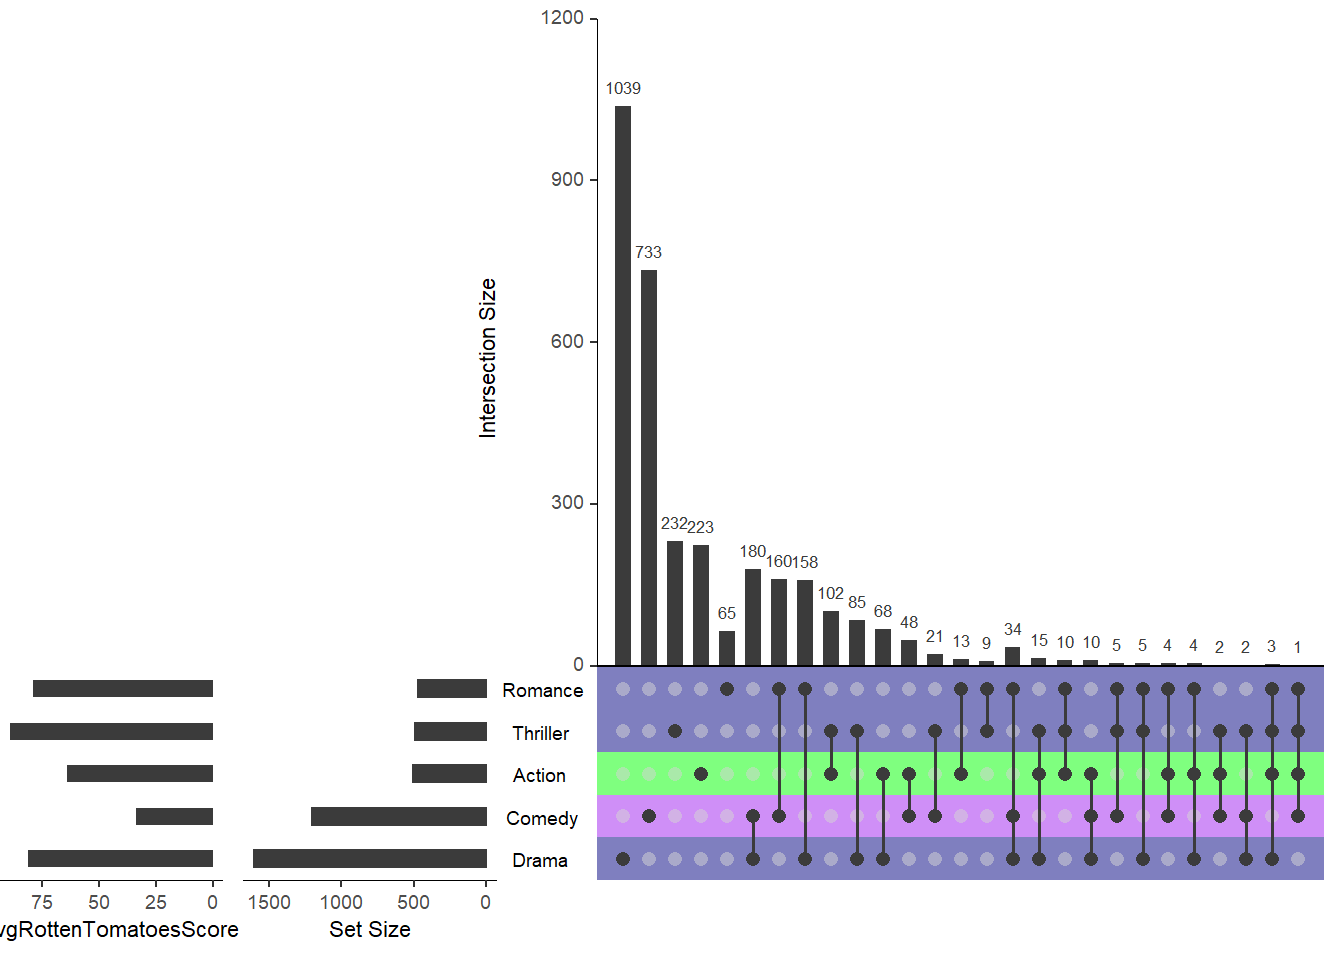 1200
1039
900
733
Intersection Size
600
300
232 223
65
180 160 158
102 85 68 48 21 13 9 34 15 10 10 5 5 4 4 2 2 3 1
0
Romance
Thriller
Action
Comedy
Drama
75 50 25 0
1500 1000 500 0
vgRottenTomatoesScore
Set Size